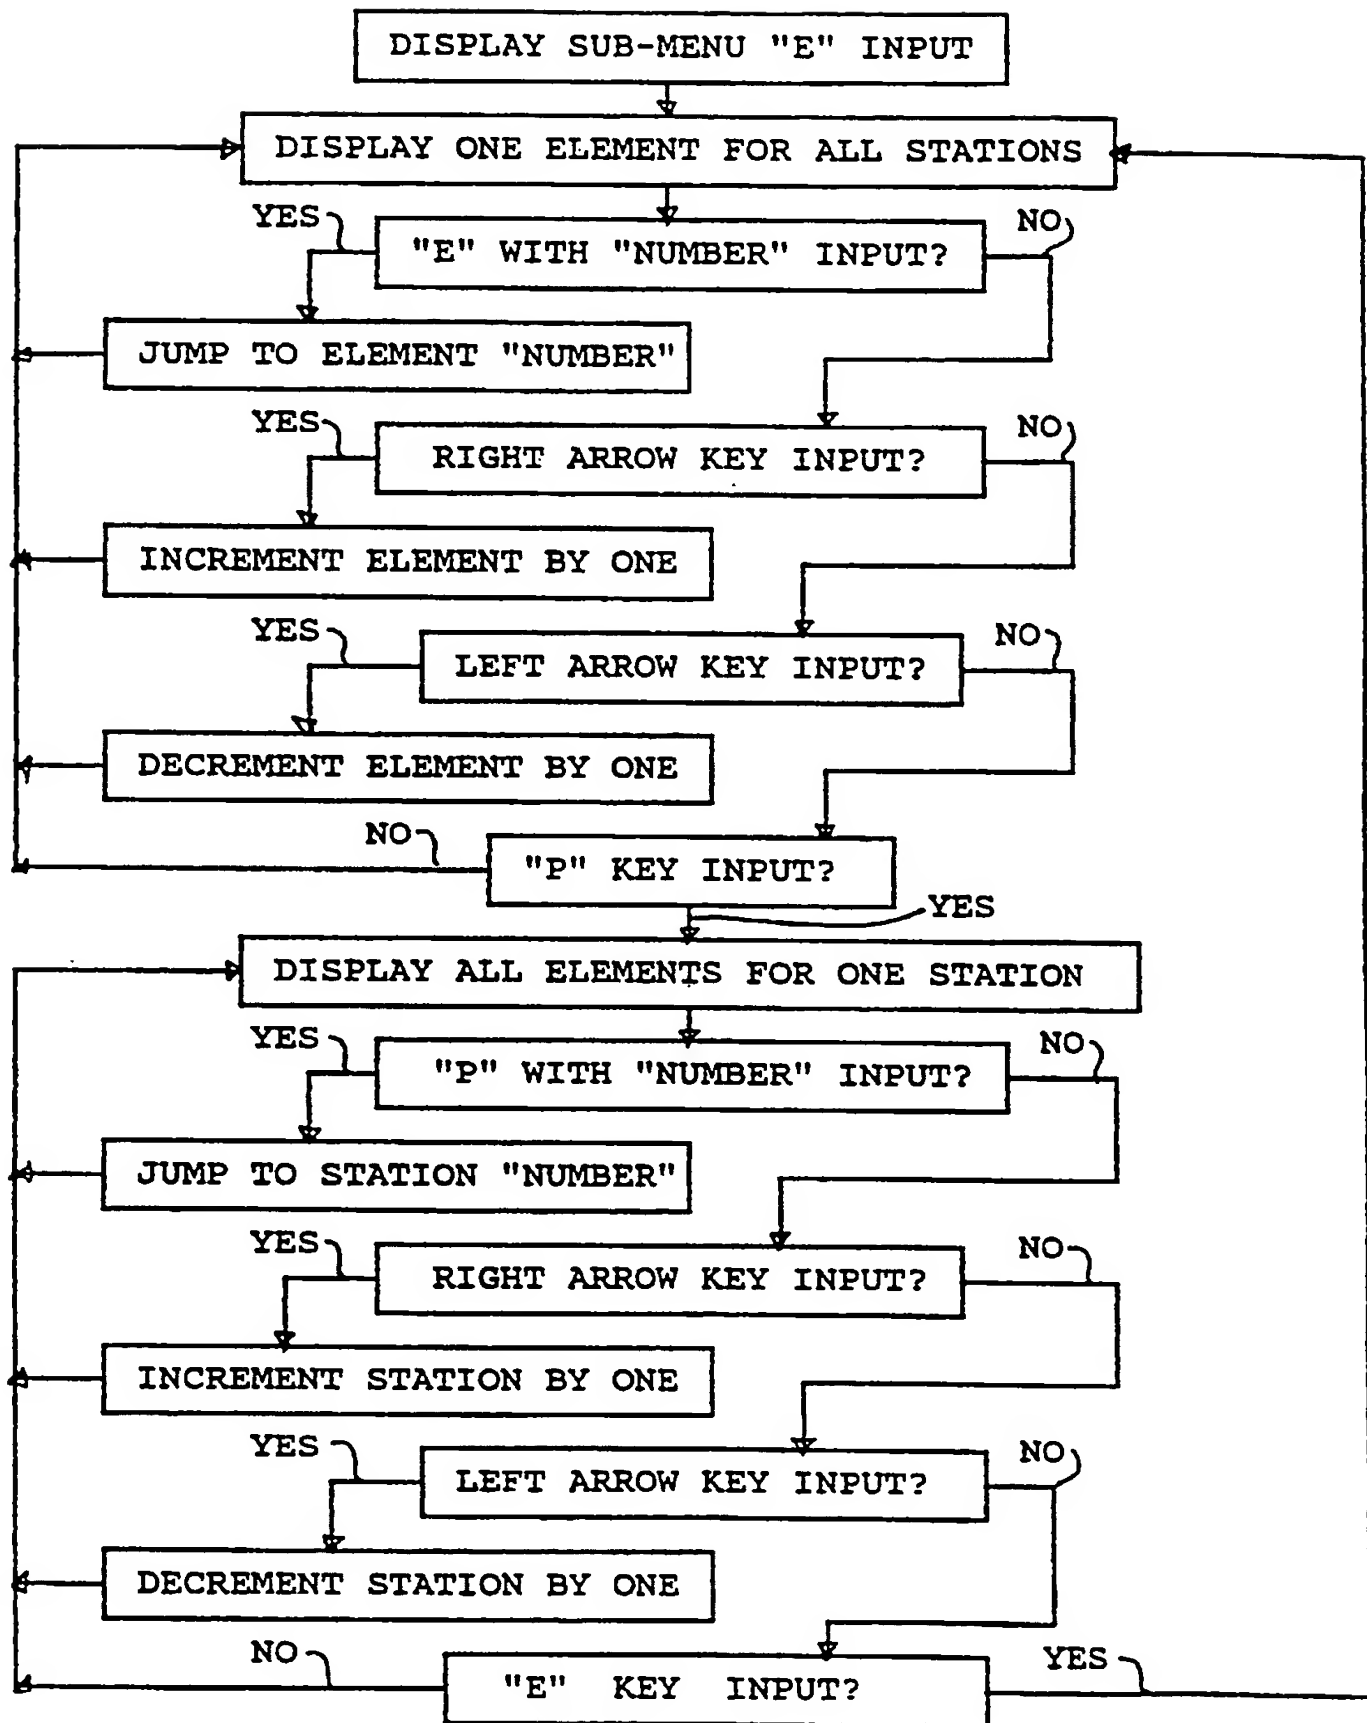 DISPLAY SUB-MENU "E" INPUT
DISPLAY ONE ELEMENT FOR ALL STATIONS
YES
NO
"E" WITH "NUMBER" INPUT?
JUMP TO ELEMENT "NUMBER"
YES
NO
RIGHT ARROW KEY INPUT?
INCREMENT ELEMENT BY ONE
YES
NO
LEFT ARROW KEY INPUT?
DECREMENT ELEMENT BY ONE
NO
"P" KEY INPUT?
YES
DISPLAY ALL ELEMENTS FOR ONE STATION
YES
NO
"P" WITH "NUMBER" INPUT?
JUMP TO STATION "NUMBER"
YES
NO
RIGHT ARROW KEY INPUT?
INCREMENT STATION BY ONE
YES
NO
LEFT ARROW KEY INPUT?
DECREMENT STATION BY ONE
NO
YES
"E" KEY INPUT?